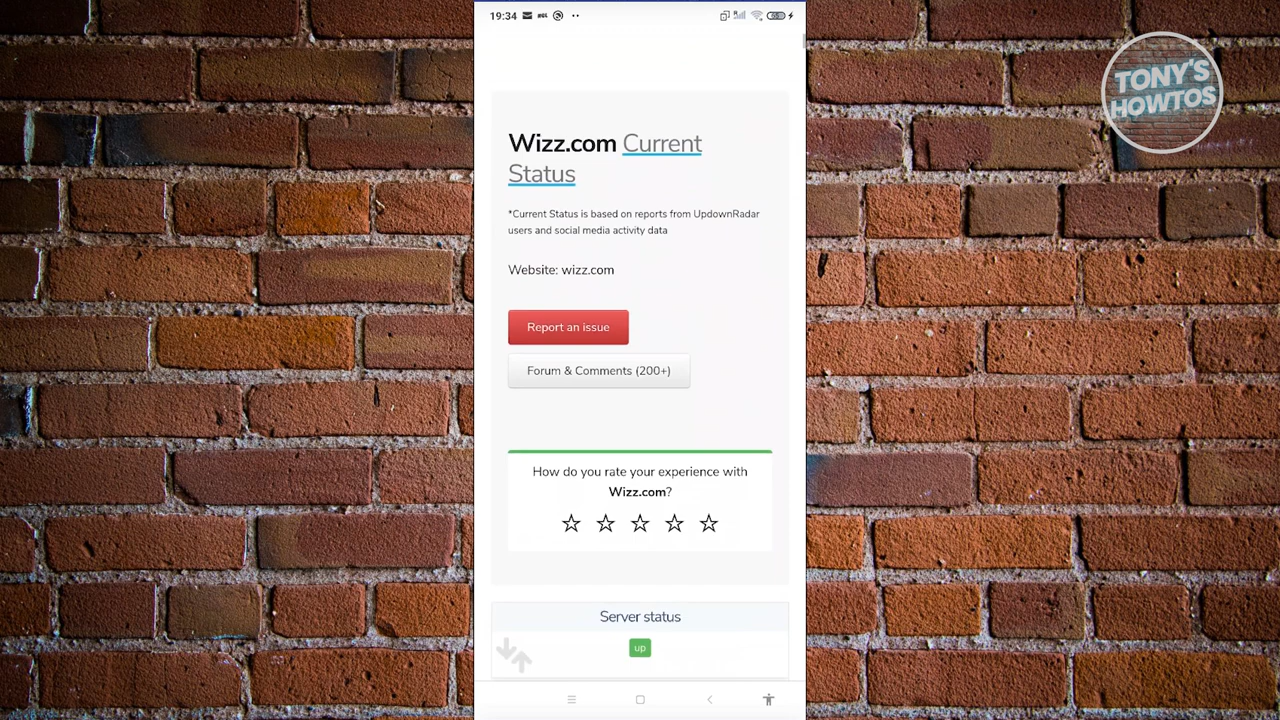 19:34
TONY'S
HOWTOS
Wizz.com Current
Status
*Current Status is based on reports from UpdownRadar
users and social media activity data
Website: wizz.com
Report an issue
Forum & Comments (200+)
How do you rate your experience with
Wizz.com?
Server status
up